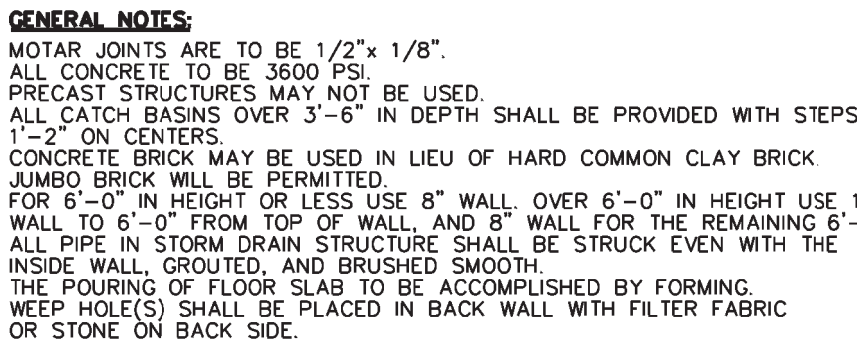 GENERAL NOTES:
MOTAR JOINTS ARE TO BE 1/2"x 1/8".
ALL CONCRETE TO BE 3600 PSI.
PRECAST STRUCTURES MAY NOT BE USED.
ALL CATCH BASINS OVER 3'-6" IN DEPTH SHALL BE PROVIDED WITH STEPS
1'-2" ON CENTERS.
CONCRETE BRICK MAY BE USED IN LIEU OF HARD COMMON CLAY BRICK.
JUMBO BRICK WILL BE PERMITTED.
FOR 6'-0" IN HEIGHT OR LESS USE 8" WALL. OVER 6'-0" IN HEIGHT USE 1
WALL TO 6'-0" FROM TOP OF WALL, AND 8" WALL FOR THE REMAINING 6'-
ALL PIPE IN STORM DRAIN STRUCTURE SHALL BE STRUCK EVEN WITH THE
INSIDE WALL, GROUTED, AND BRUSHED SMOOTH.
THE POURING OF FLOOR SLAB TO BE ACCOMPLISHED BY FORMING.
WEEP HOLE(S) SHALL BE PLACED IN BACK WALL WITH FILTER FABRIC
OR STONE ON BACK SIDE.